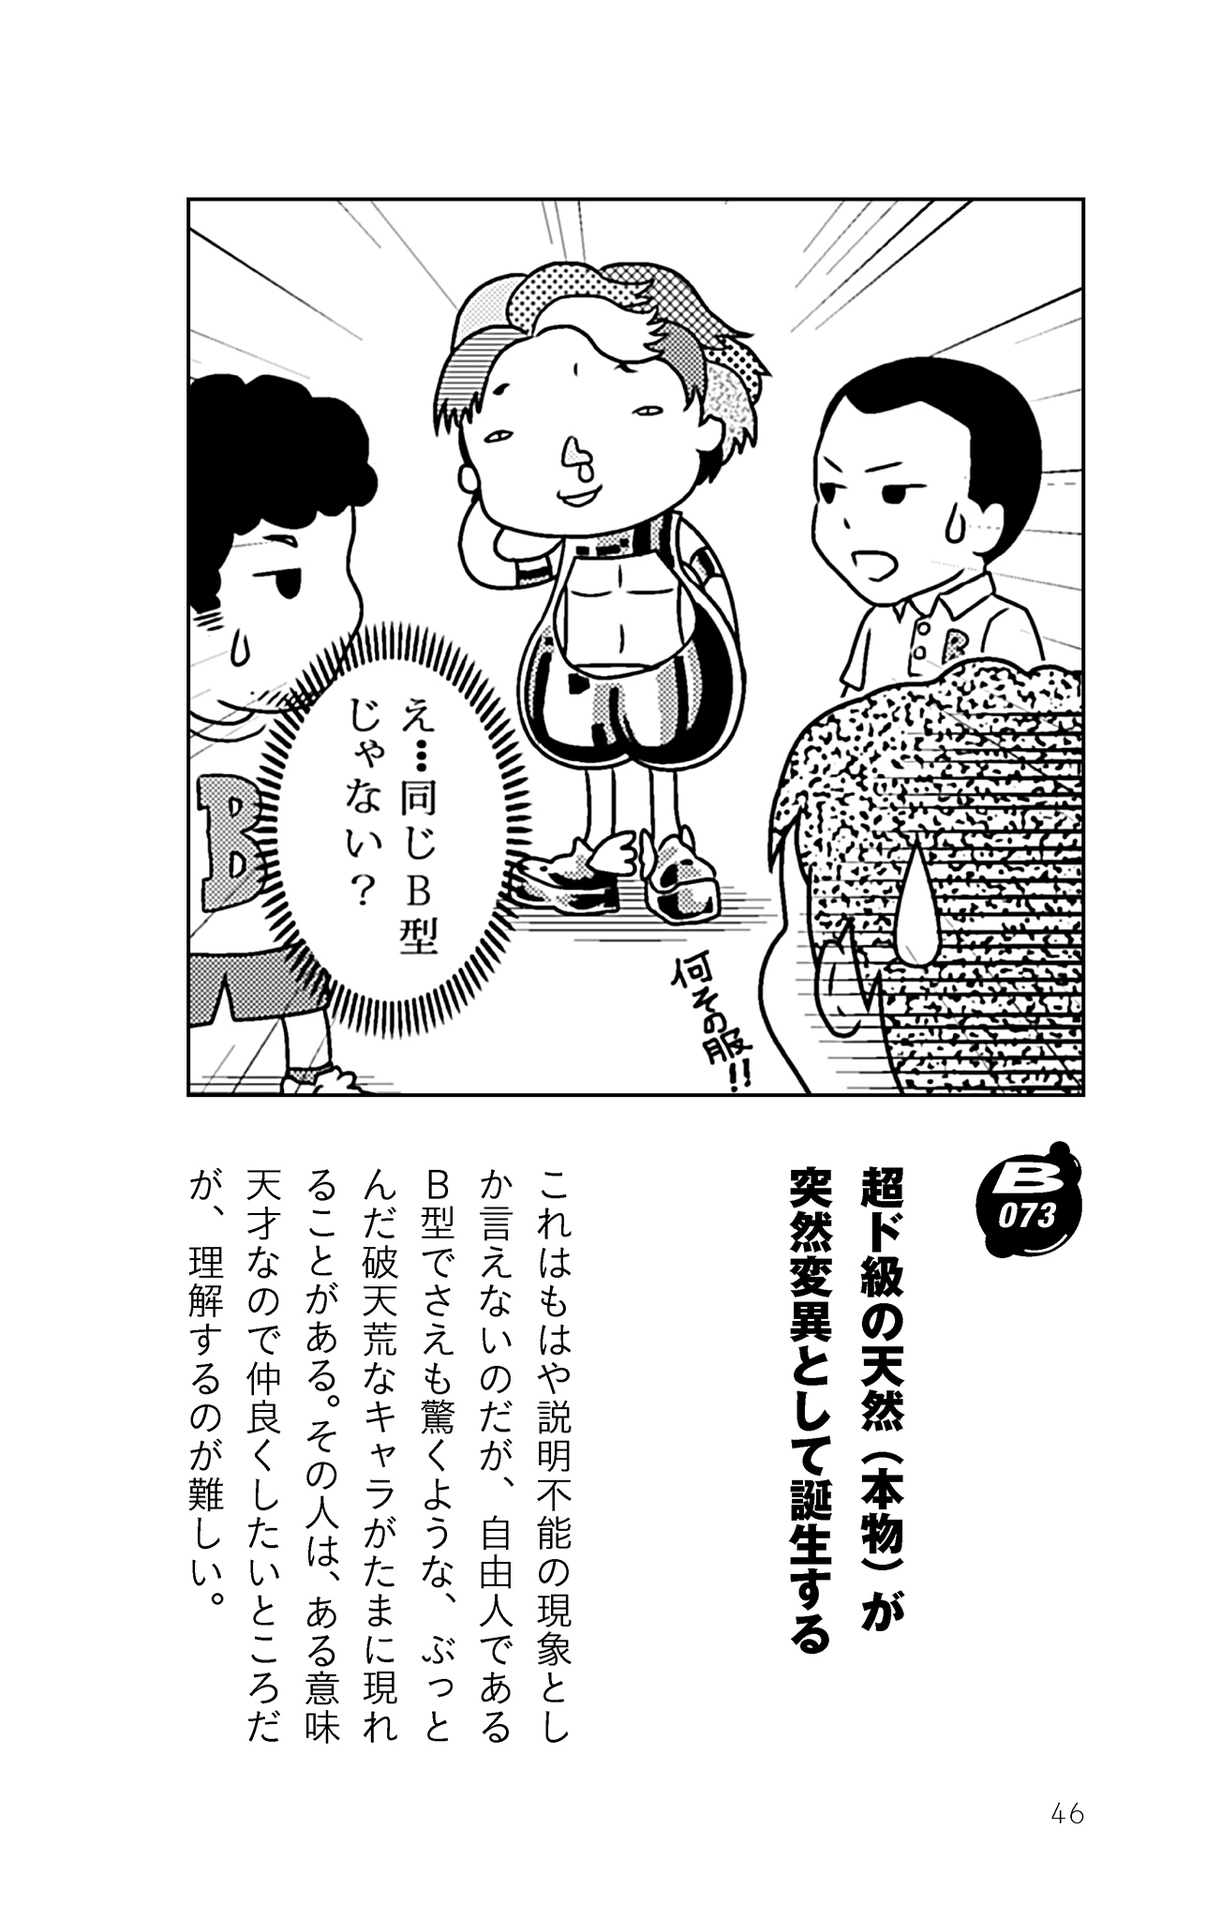 え…同じB型
じゃない？
何その服!!
B
B
B
073
超ド級の天然（本物）が
突然変異として誕生する
これはもはや説明不能の現象とし
か言えないのだが、自由人である
B型でさえも驚くような、ぶっと
んだ破天荒なキャラがたまに現れ
ることがある。その人は、ある意味
天才なので仲良くしたいところだ
が、理解するのが難しい。
46